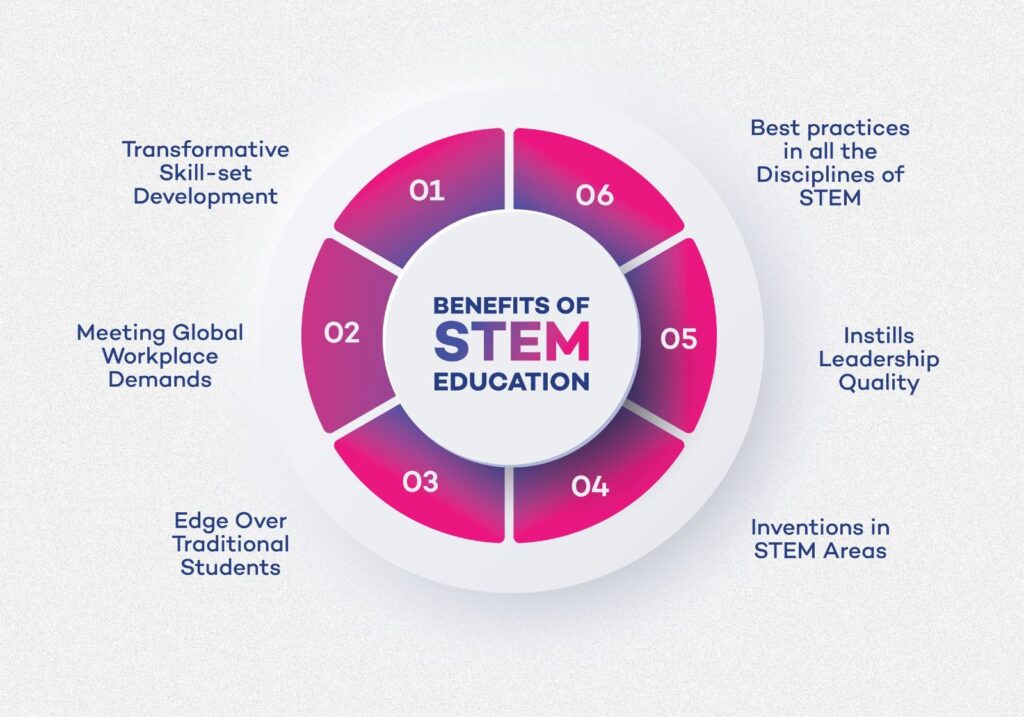 BENEFITS OF
STEM
EDUCATION
01
Transformative
Skill-set
Development
02
Meeting Global
Workplace
Demands
03
Edge Over
Traditional
Students
04
Inventions in
STEM Areas
05
Instills
Leadership
Quality
06
Best practices
in all the
Disciplines of
STEM